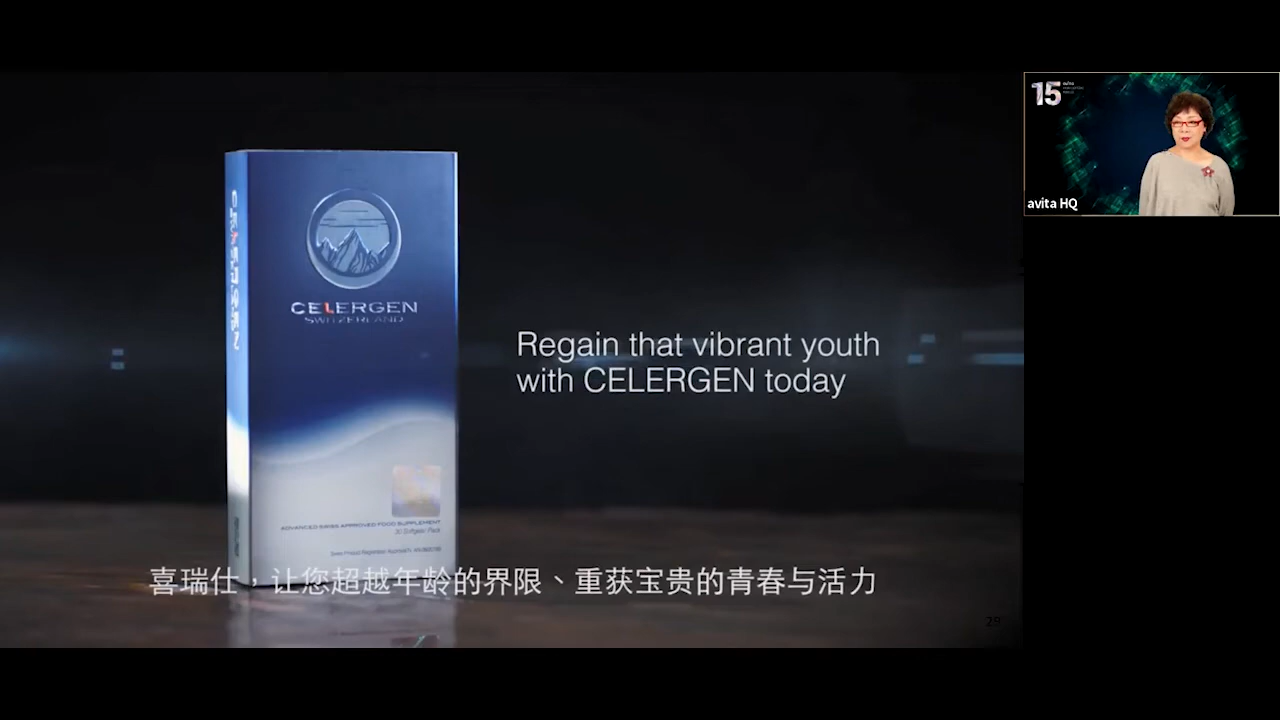 CELERGEN
SWITZERLAND
CELERGEN
Regain that vibrant youth
with CELERGEN today
ADVANCED SWISS APPROVED FOOD SUPPLEMENT
30 Softgels' Pack
喜瑞仕，让您超越年龄的界限、重获宝贵的青春与活力
29
15
avita
avita HQ